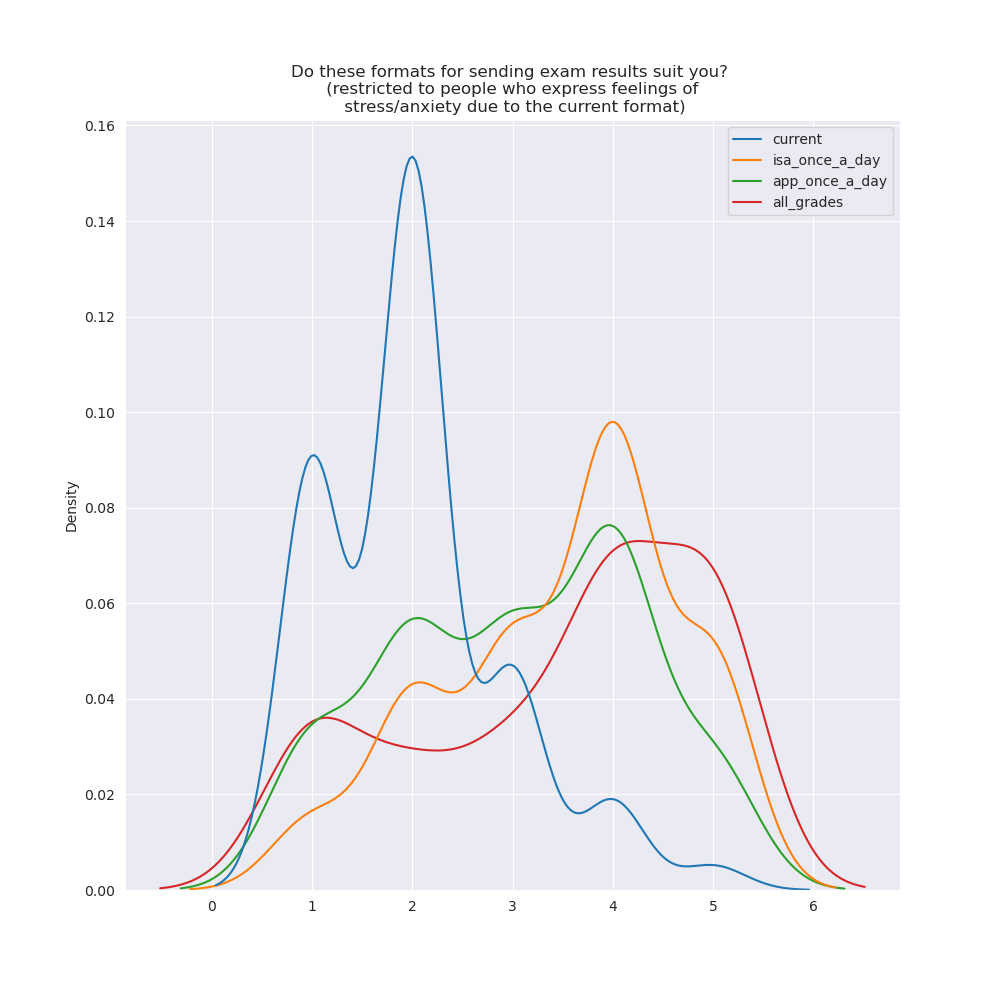 Do these formats for sending exam results suit you?
(restricted to people who express feelings of
stress/anxiety due to the current format)
current
isa_once_a_day
app_once_a_day
all_grades
Density
0.16
0.14
0.12
0.10
0.08
0.06
0.04
0.02
0.00
0 1 2 3 4 5 6